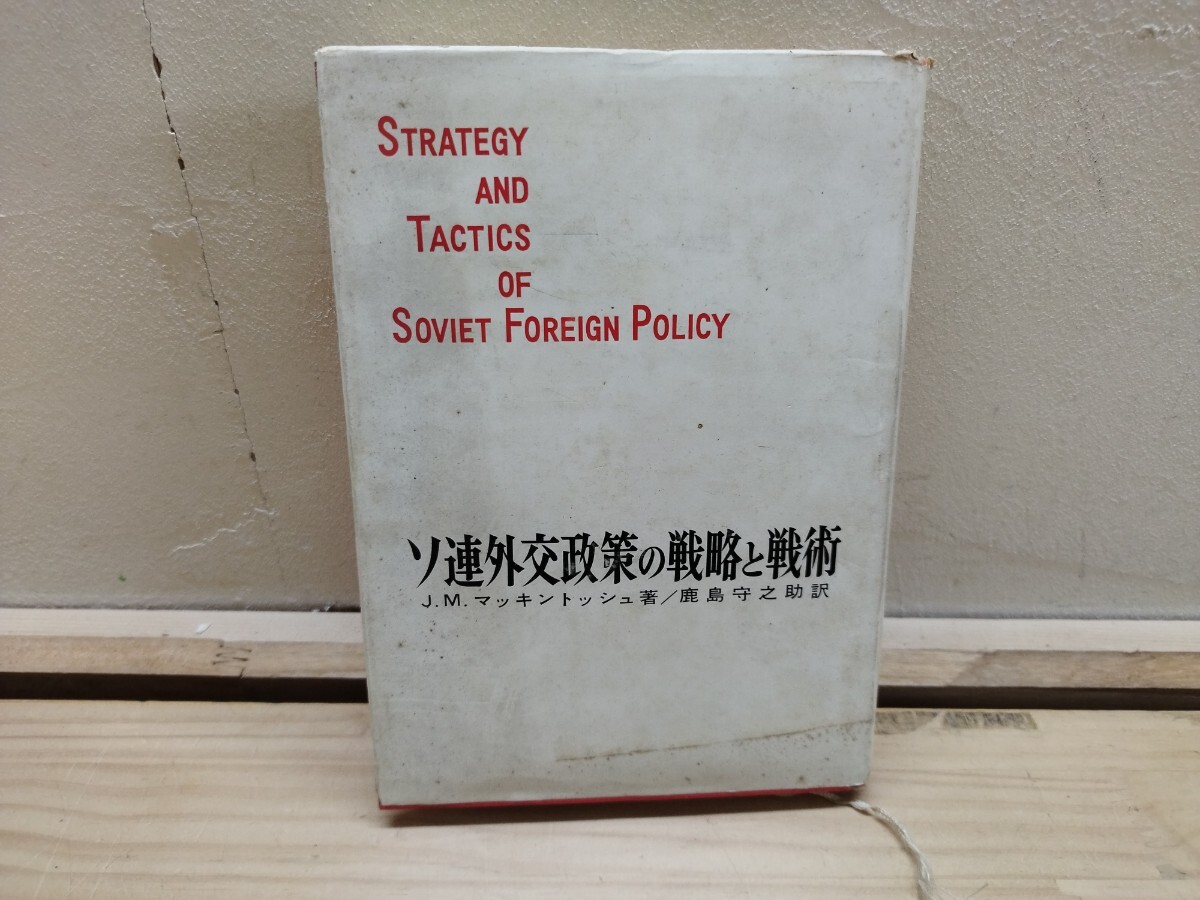 STRATEGY
AND
TACTICS
OF
SOVIET FOREIGN POLICY
ソ連外交政策の戦略と戦術
J.M.マッキントッシュ著/鹿島守之助訳